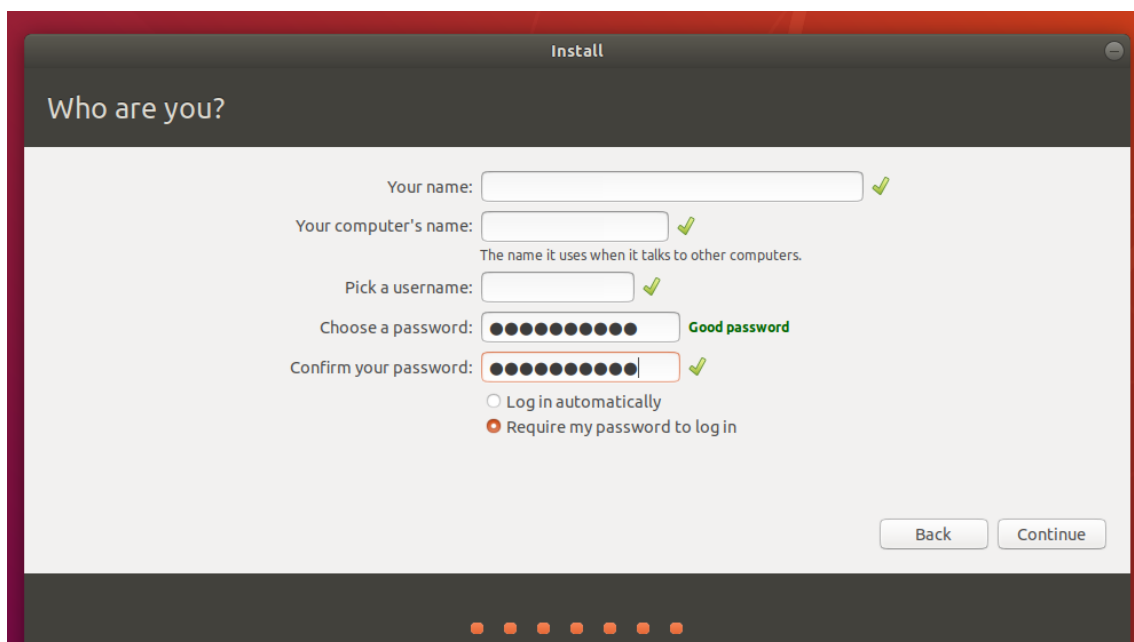 Install
Who are you?
Your name:
Your computer's name:
The name it uses when it talks to other computers.
Pick a username:
Choose a password: ●●●●●●●●●● Good password
Confirm your password: ●●●●●●●●●●
Log in automatically
Require my password to log in
Back Continue